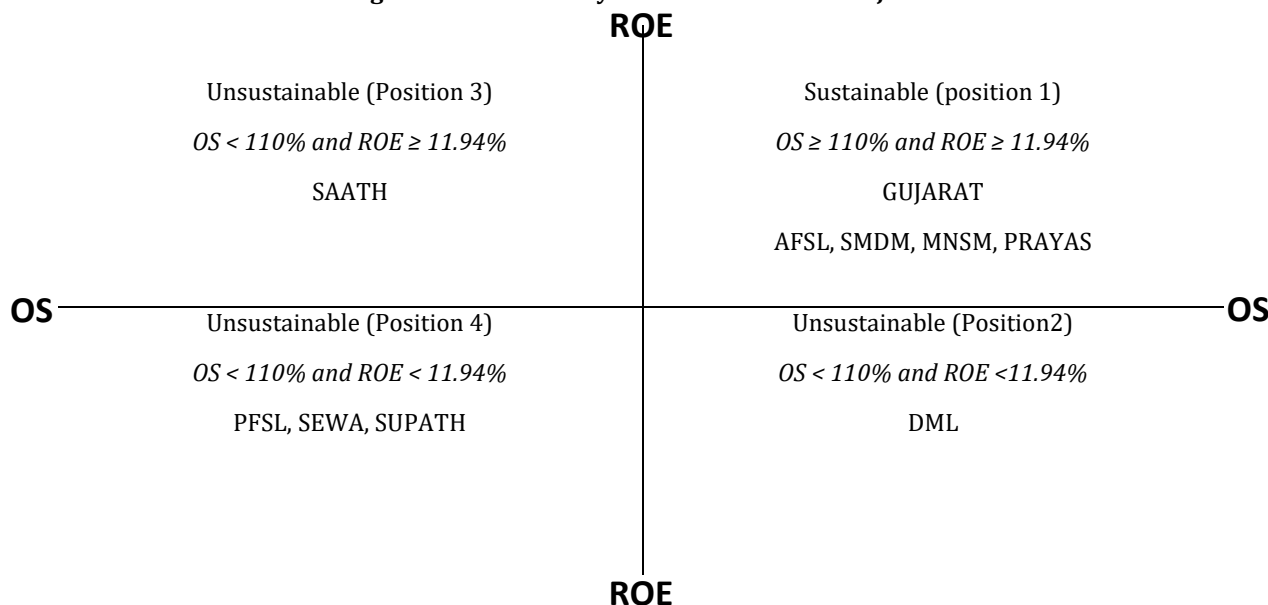 ROE
Unsustainable (Position 3)
OS < 110% and ROE ≥ 11.94%
SAATH
Sustainable (position 1)
OS ≥ 110% and ROE ≥ 11.94%
GUJARAT
AFSL, SMDM, MNSM, PRAYAS
OS
OS
Unsustainable (Position 4)
OS < 110% and ROE < 11.94%
PFSL, SEWA, SUPATH
Unsustainable (Position2)
OS < 110% and ROE <11.94%
DML
ROE